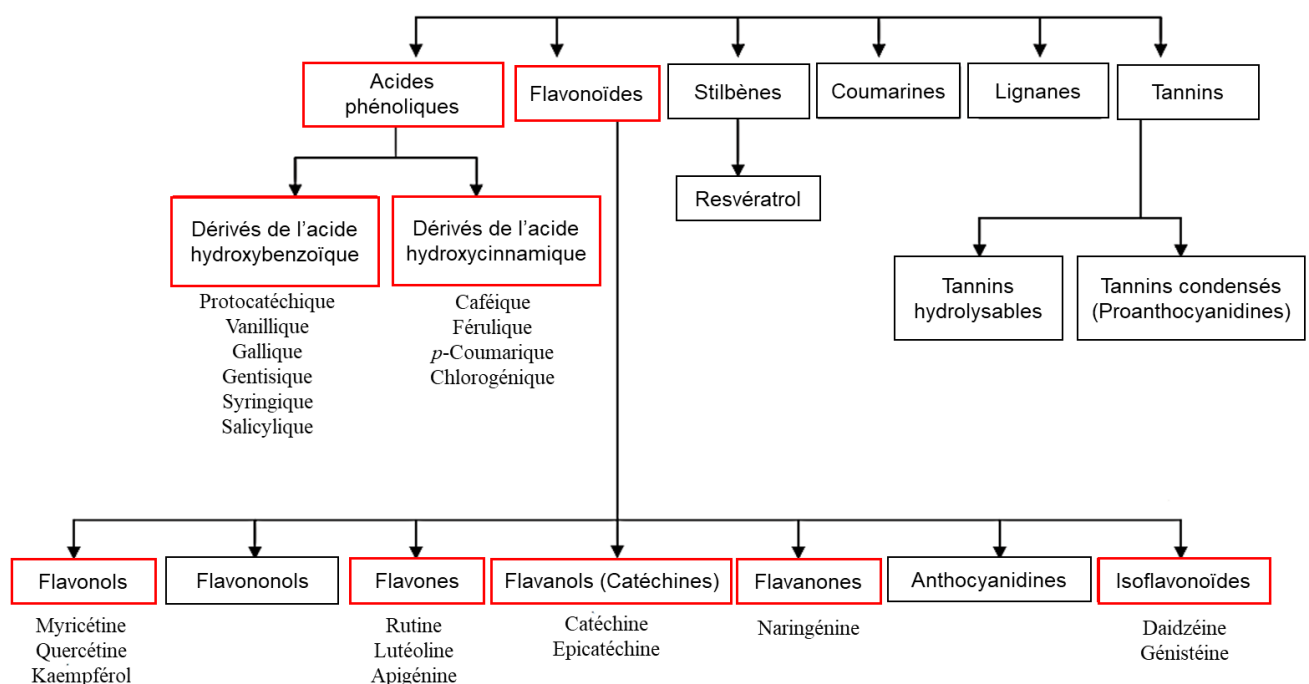 Acides
phénoliques
Flavonoïdes
Stilbènes
Coumarines
Lignanes
Tannins
Dérivés de l'acide
hydroxybenzoïque
Dérivés de l'acide
hydroxycinnamique
Resvératrol
Tannins
hydrolysables
Tannins condensés
(Proanthocyanidines)
Protocatéchique
Vanillique
Gallique
Gentisique
Syringique
Salicylique
Caféique
Férulique
p-Coumarique
Chlorogénique
Flavonols
Flavononols
Flavones
Flavanols (Catéchines)
Flavanones
Anthocyanidines
Isoflavonoïdes
Myricétine
Quercétine
Kaempférol
Rutine
Lutéoline
Apigénine
Catéchine
Epicatéchine
Naringénine
Daidzéine
Génistéine